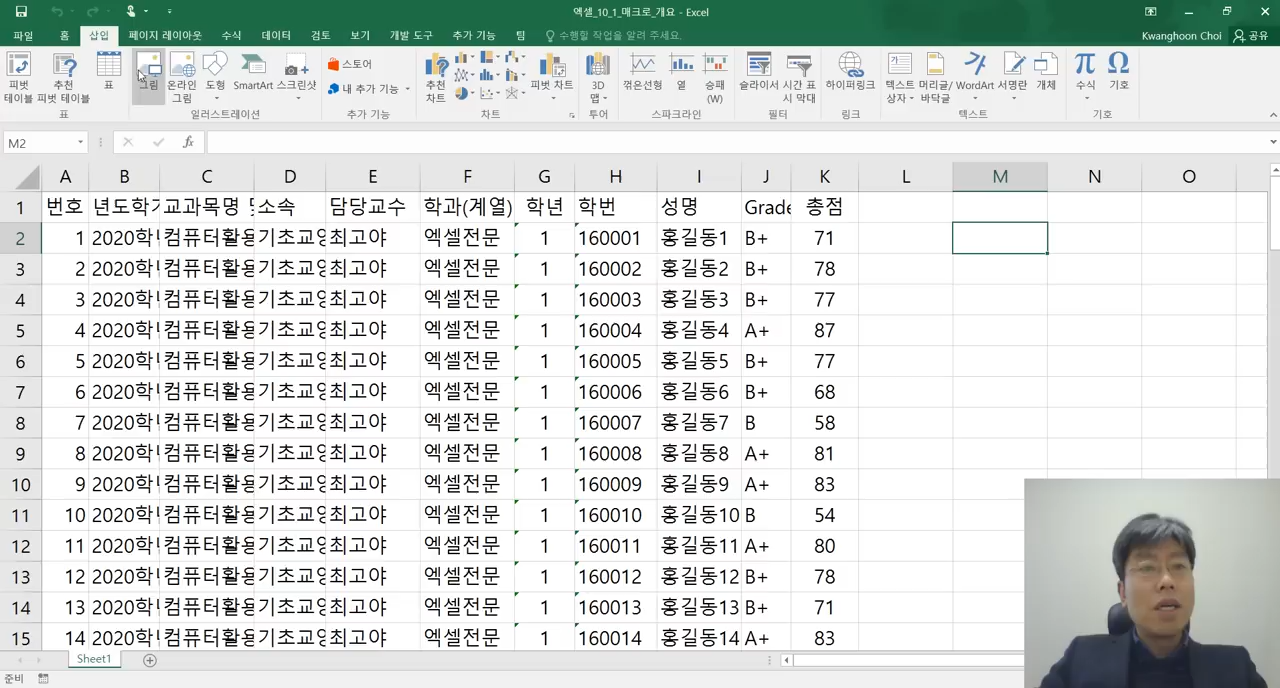 엑셀_10_1_매크로_개요 - Excel
파일 홈 삽입 페이지 레이아웃 수식 데이터 검토 보기 개발 도구 추가 기능 팀 수행할 작업을 알려 주세요. Kwanghoon Choi 공유
피벗 테이블
추천 피벗 테이블
표
그림
온라인 그림
도형
SmartArt
스크린샷
스토어
내 추가 기능
추천 차트
피벗 차트
3D 맵
꺾은선형
열
승패 (W)
슬라이서
시간 표시 막대
하이퍼링크
텍스트 상자
머리글/바닥글
WordArt
서명란
개체
수식
기호
표 일러스트레이션 추가 기능 차트 투어 스파크라인 필터 링크 텍스트 기호
M2 fx
A B C D E F G H I J K L M N O
1 번호 년도학기 교과목명 및 소속 담당교수 학과(계열) 학년 학번 성명 Grade 총점
2 1 2020학 컴퓨터활용 기초교양 최고야 엑셀전문 1 160001 홍길동1 B+ 71
3 2 2020학 컴퓨터활용 기초교양 최고야 엑셀전문 1 160002 홍길동2 B+ 78
4 3 2020학 컴퓨터활용 기초교양 최고야 엑셀전문 1 160003 홍길동3 B+ 77
5 4 2020학 컴퓨터활용 기초교양 최고야 엑셀전문 1 160004 홍길동4 A+ 87
6 5 2020학 컴퓨터활용 기초교양 최고야 엑셀전문 1 160005 홍길동5 B+ 77
7 6 2020학 컴퓨터활용 기초교양 최고야 엑셀전문 1 160006 홍길동6 B+ 68
8 7 2020학 컴퓨터활용 기초교양 최고야 엑셀전문 1 160007 홍길동7 B 58
9 8 2020학 컴퓨터활용 기초교양 최고야 엑셀전문 1 160008 홍길동8 A+ 81
10 9 2020학 컴퓨터활용 기초교양 최고야 엑셀전문 1 160009 홍길동9 A+ 83
11 10 2020학 컴퓨터활용 기초교양 최고야 엑셀전문 1 160010 홍길동10 B 54
12 11 2020학 컴퓨터활용 기초교양 최고야 엑셀전문 1 160011 홍길동11 A+ 80
13 12 2020학 컴퓨터활용 기초교양 최고야 엑셀전문 1 160012 홍길동12 B+ 78
14 13 2020학 컴퓨터활용 기초교양 최고야 엑셀전문 1 160013 홍길동13 B+ 71
15 14 2020학 컴퓨터활용 기초교양 최고야 엑셀전문 1 160014 홍길동14 A+ 83
Sheet1
준비